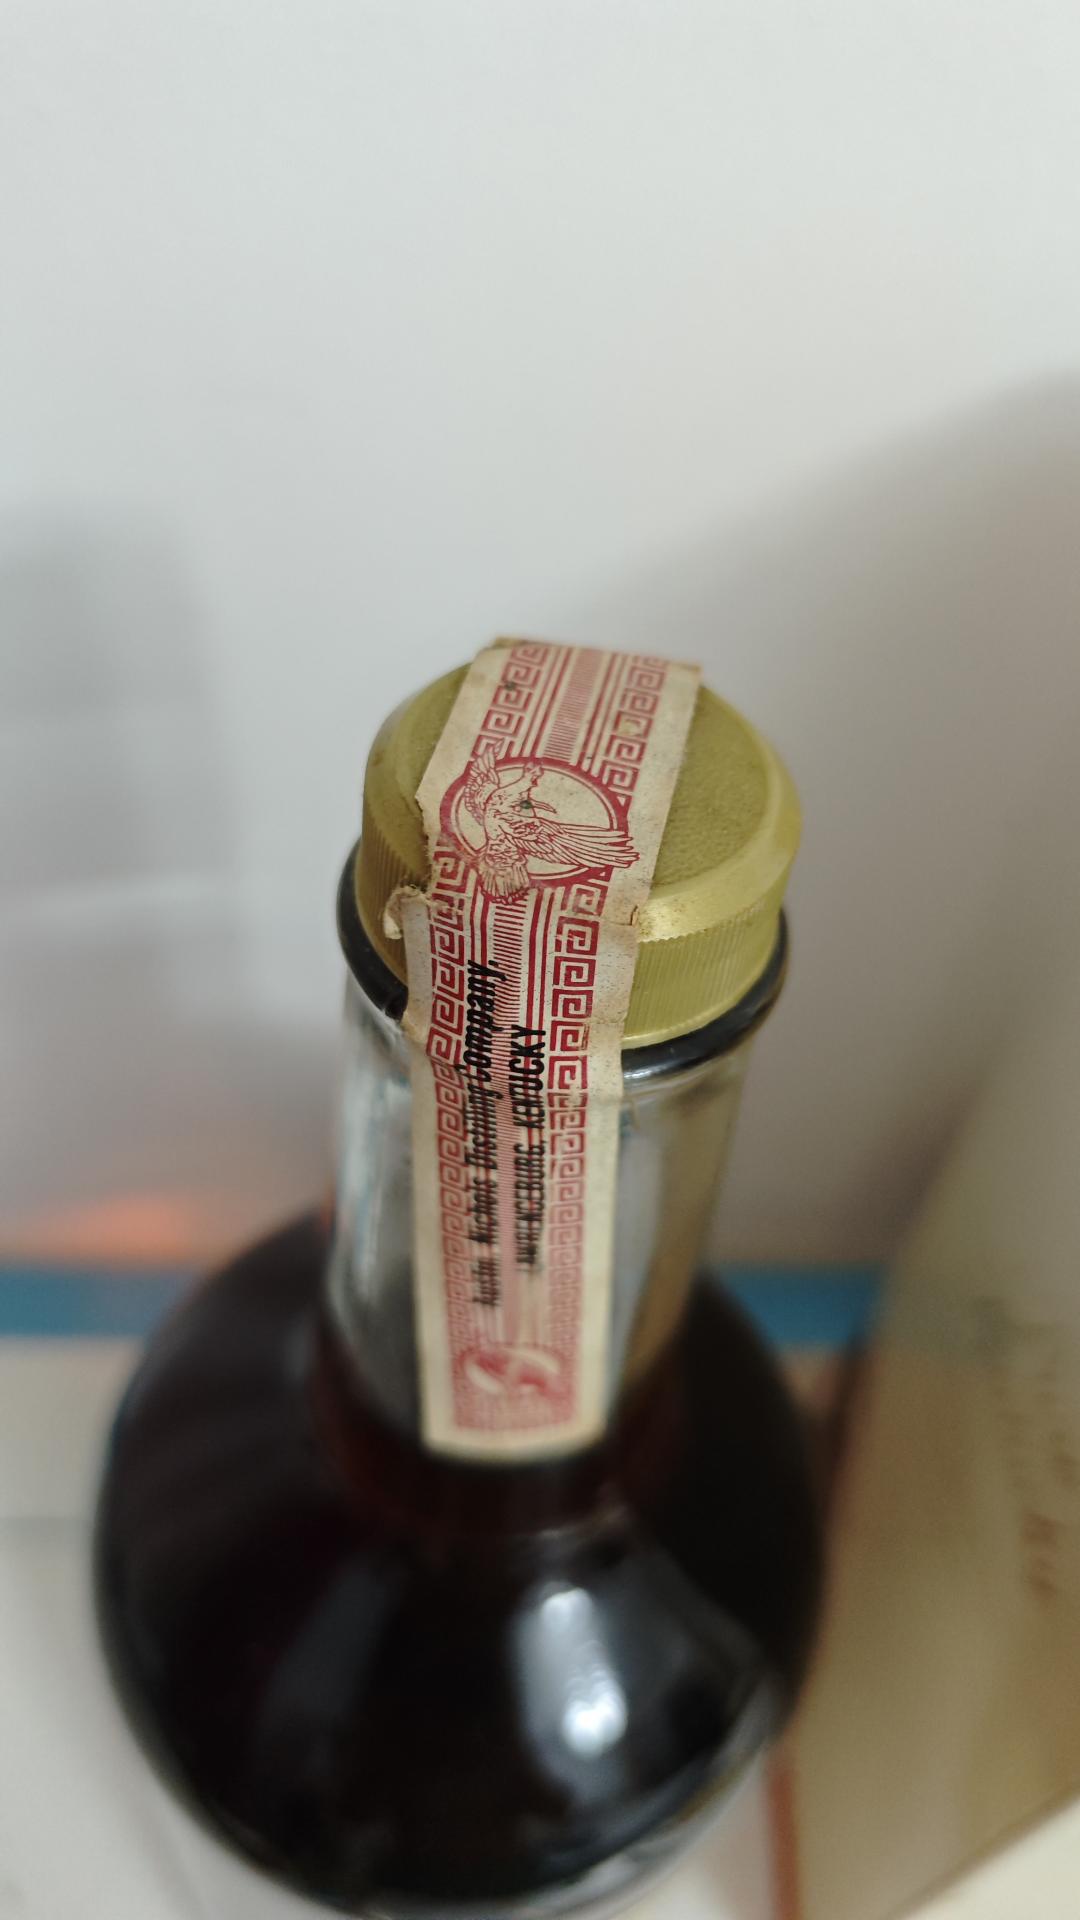 Austin, Nichols Distilling Company,
LAWRENCEBURG, KENTUCKY